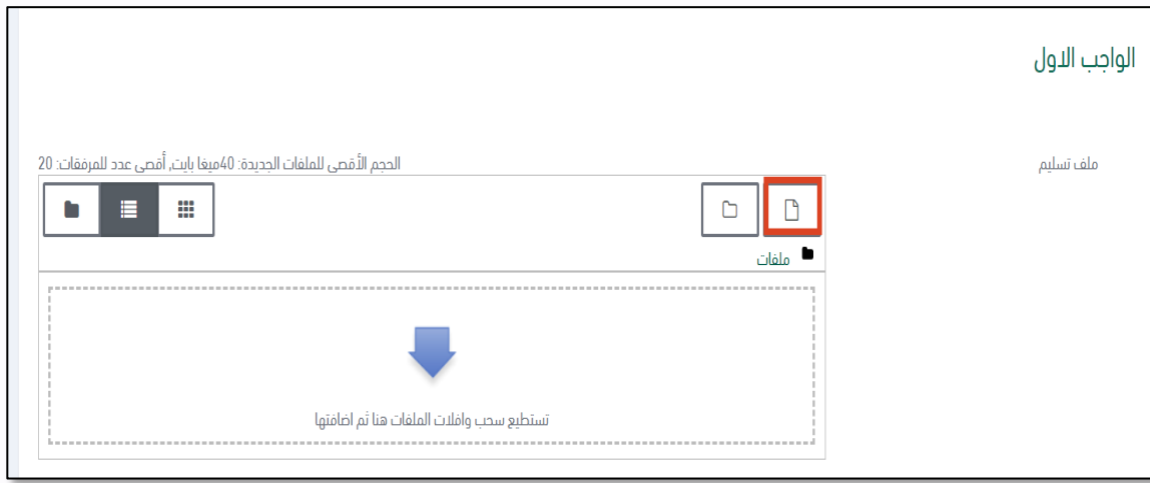 الواجب الاول
ملف تسليم
الحجم الأقصى للملفات الجديدة: 40ميغا بايت, أقصى عدد للمرفقات: 20
ملفات
تستطيع سحب وافلات الملفات هنا ثم اضافتها